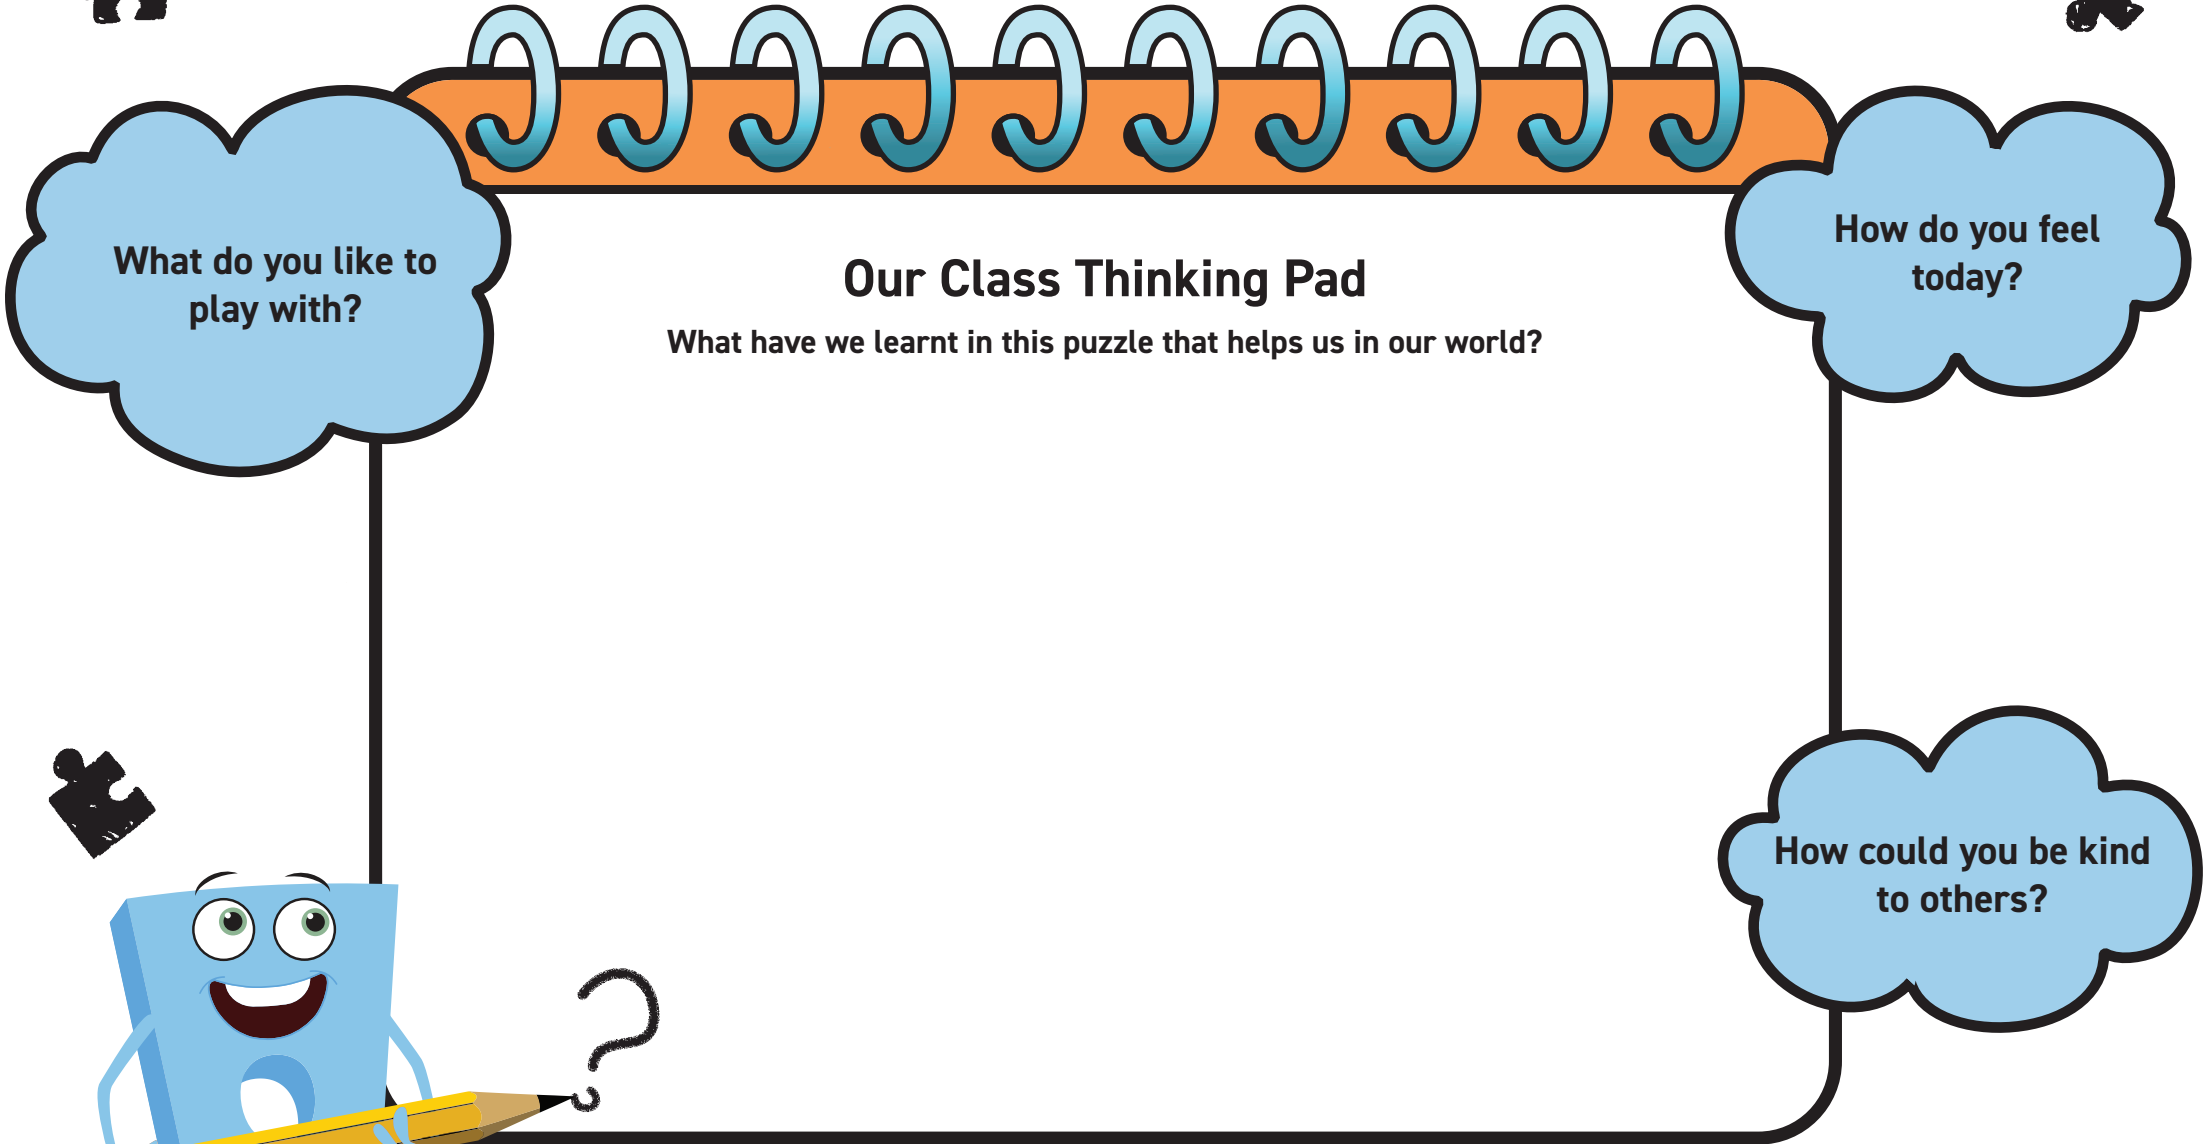 What do you like to
play with?
Our Class Thinking Pad
What have we learnt in this puzzle that helps us in our world?
How do you feel
today?
How could you be kind
to others?
?